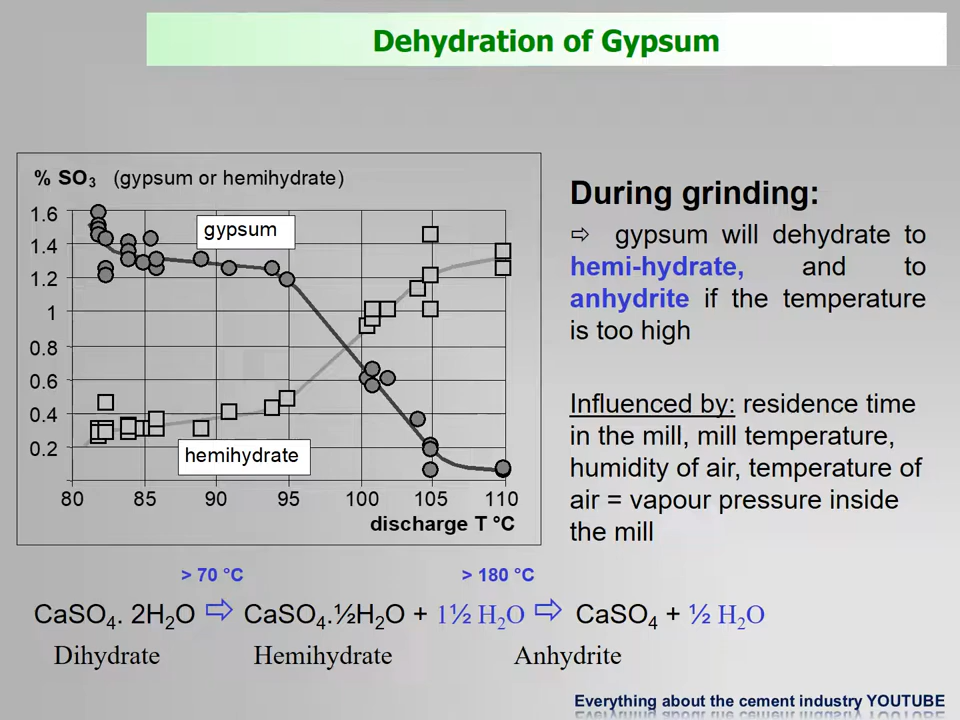 Dehydration of Gypsum
% SO₃ (gypsum or hemihydrate)
1.6
1.4
1.2
1
0.8
0.6
0.4
0.2
gypsum
hemihydrate
80 85 90 95 100 105 110
discharge T °C
During grinding:
⇨ gypsum will dehydrate to
hemi-hydrate, and to
anhydrite if the temperature
is too high
Influenced by: residence time
in the mill, mill temperature,
humidity of air, temperature of
air = vapour pressure inside
the mill
> 70 °C > 180 °C
CaSO₄. 2H₂O ⇨ CaSO₄.½H₂O + 1½ H₂O ⇨ CaSO₄ + ½ H₂O
Dihydrate Hemihydrate Anhydrite
Everything about the cement industry YOUTUBE